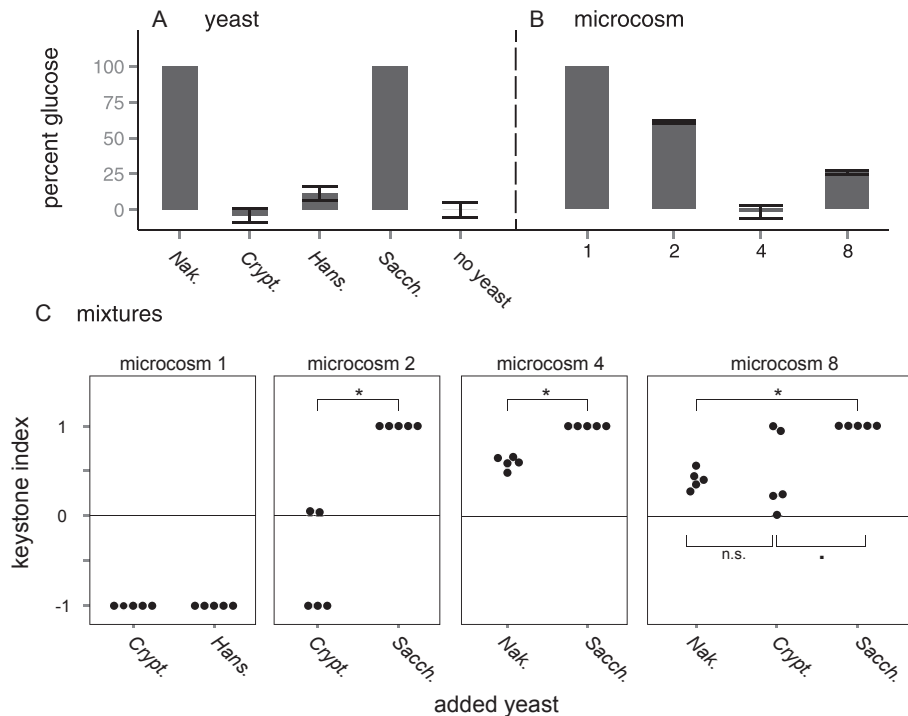 A yeast
B microcosm
percent glucose
100
75
50
25
0
Nak.
Crypt.
Hans.
Sacch.
no yeast
1
2
4
8
C mixtures
microcosm 1
microcosm 2
microcosm 4
microcosm 8
keystone index
1
0
-1
*
*
*
n.s.
.
Crypt.
Hans.
Crypt.
Sacch.
Nak.
Sacch.
Nak.
Crypt.
Sacch.
added yeast